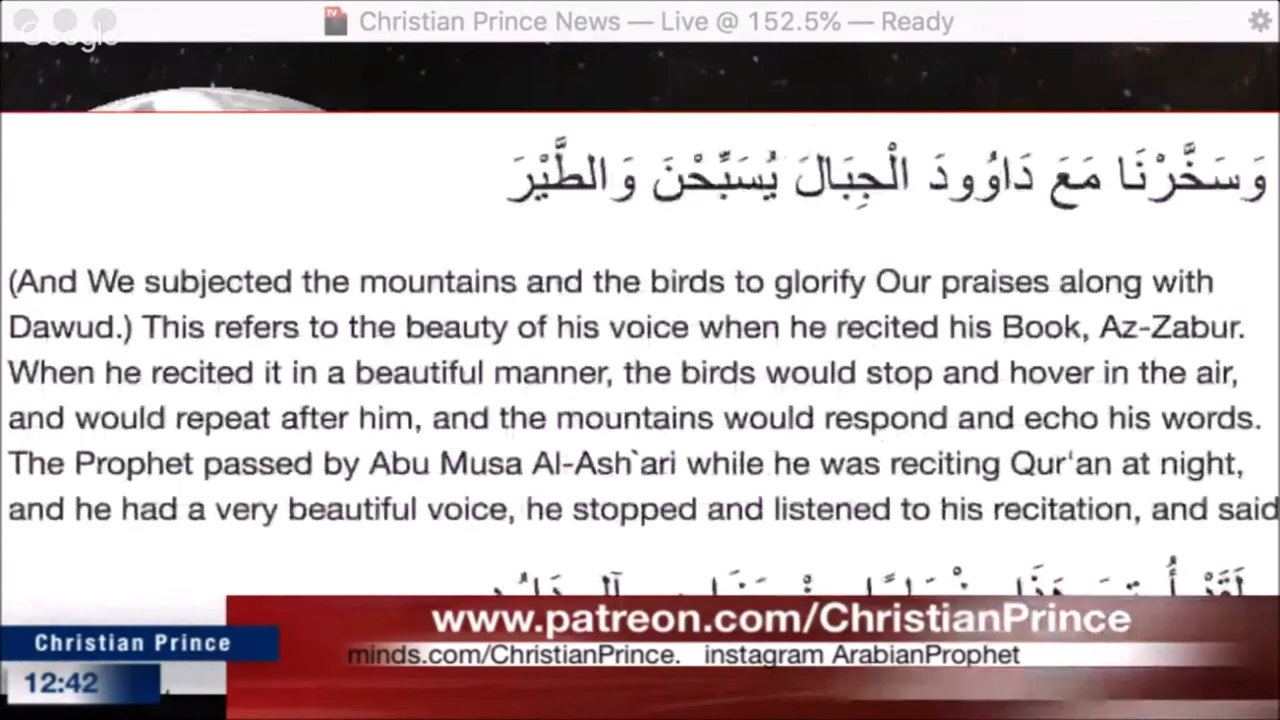 Christian Prince News — Live @ 152.5% — Ready
Google
وَسَخَّرْنَا مَعَ دَاوُودَ الْجِبَالَ يُسَبِّحْنَ وَالطَّيْرَ
(And We subjected the mountains and the birds to glorify Our praises along with
Dawud.) This refers to the beauty of his voice when he recited his Book, Az-Zabur.
When he recited it in a beautiful manner, the birds would stop and hover in the air,
and would repeat after him, and the mountains would respond and echo his words.
The Prophet passed by Abu Musa Al-Ash`ari while he was reciting Qur'an at night,
and he had a very beautiful voice, he stopped and listened to his recitation, and said
www.patreon.com/ChristianPrince
Christian Prince
minds.com/ChristianPrince. instagram ArabianProphet
12:42